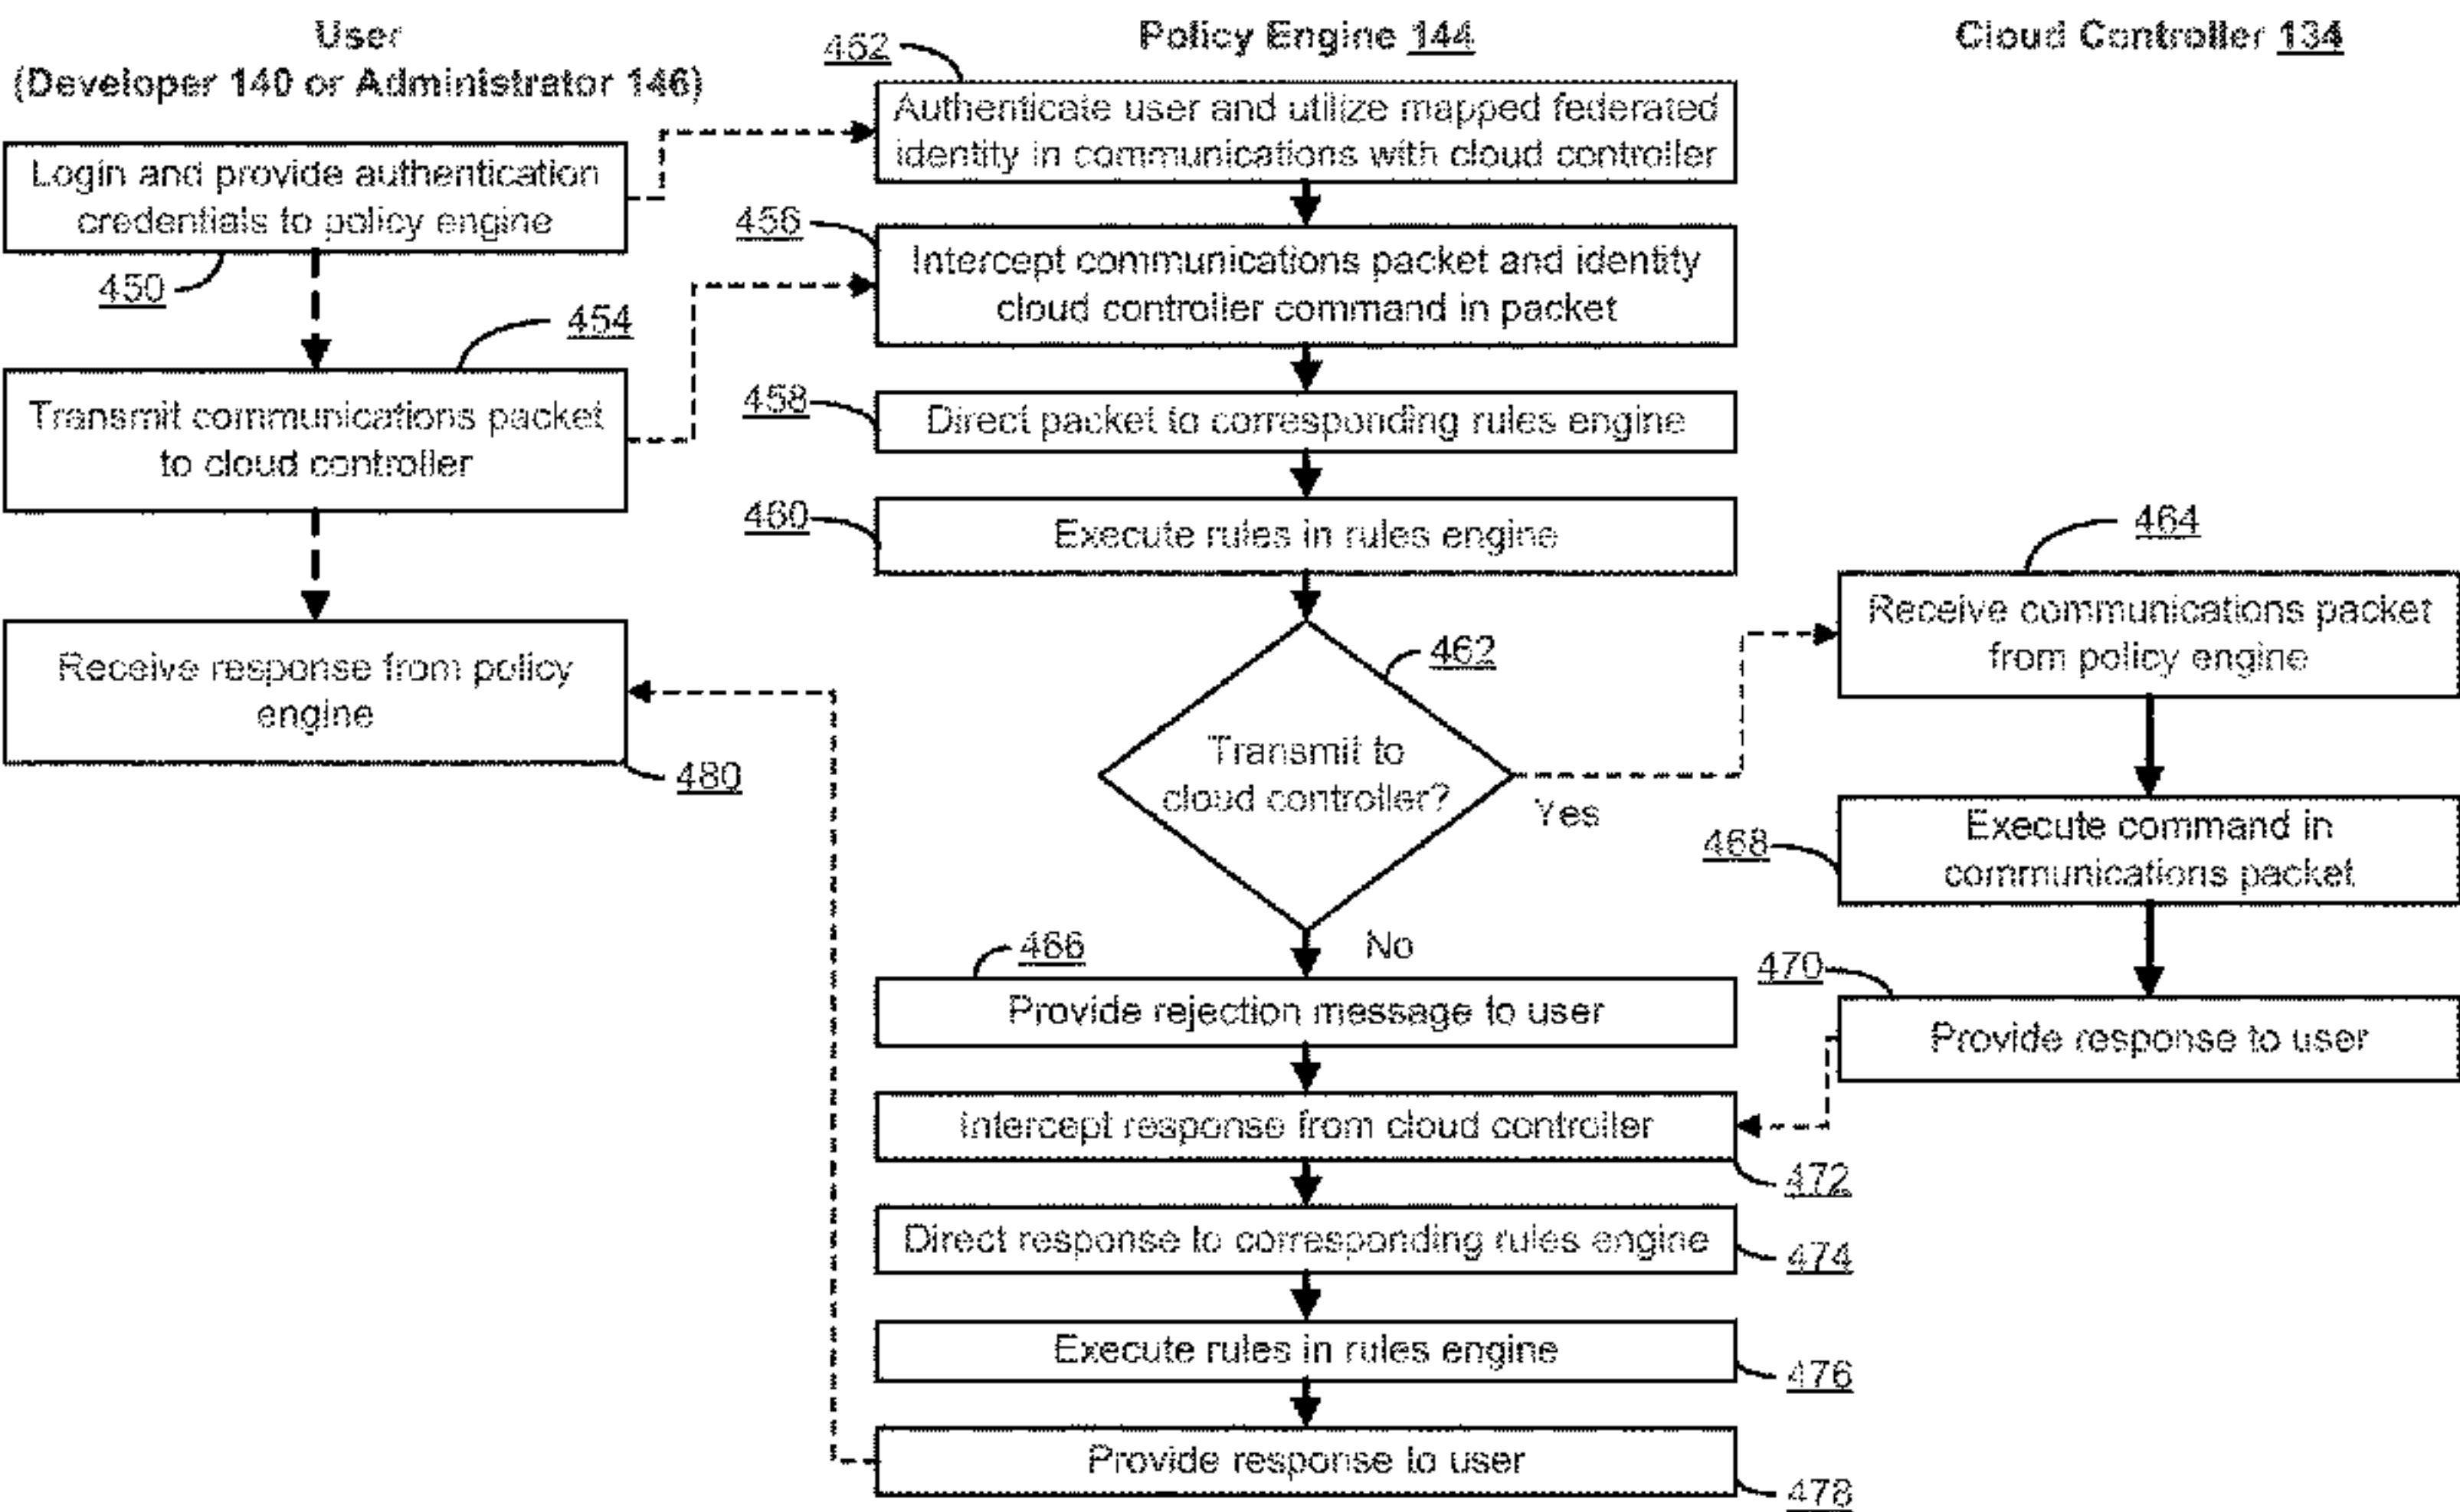 User
(Developer 140 or Administrator 146)
Login and provide authentication
credentials to policy engine
450
454
Transmit communications packet
to cloud controller
Receive response from policy
engine
480
Policy Engine 144
462
Authenticate user and utilize mapped federated
identity in communications with cloud controller
456
Intercept communications packet and identity
cloud controller command in packet
458
Direct packet to corresponding rules engine
460
Execute rules in rules engine
462
Transmit to
cloud controller?
Yes
No
466
Provide rejection message to user
Intercept response from cloud controller
472
Direct response to corresponding rules engine
474
Execute rules in rules engine
476
Provide response to user
478
Cloud Controller 134
464
Receive communications packet
from policy engine
468
Execute command in
communications packet
470
Provide response to user